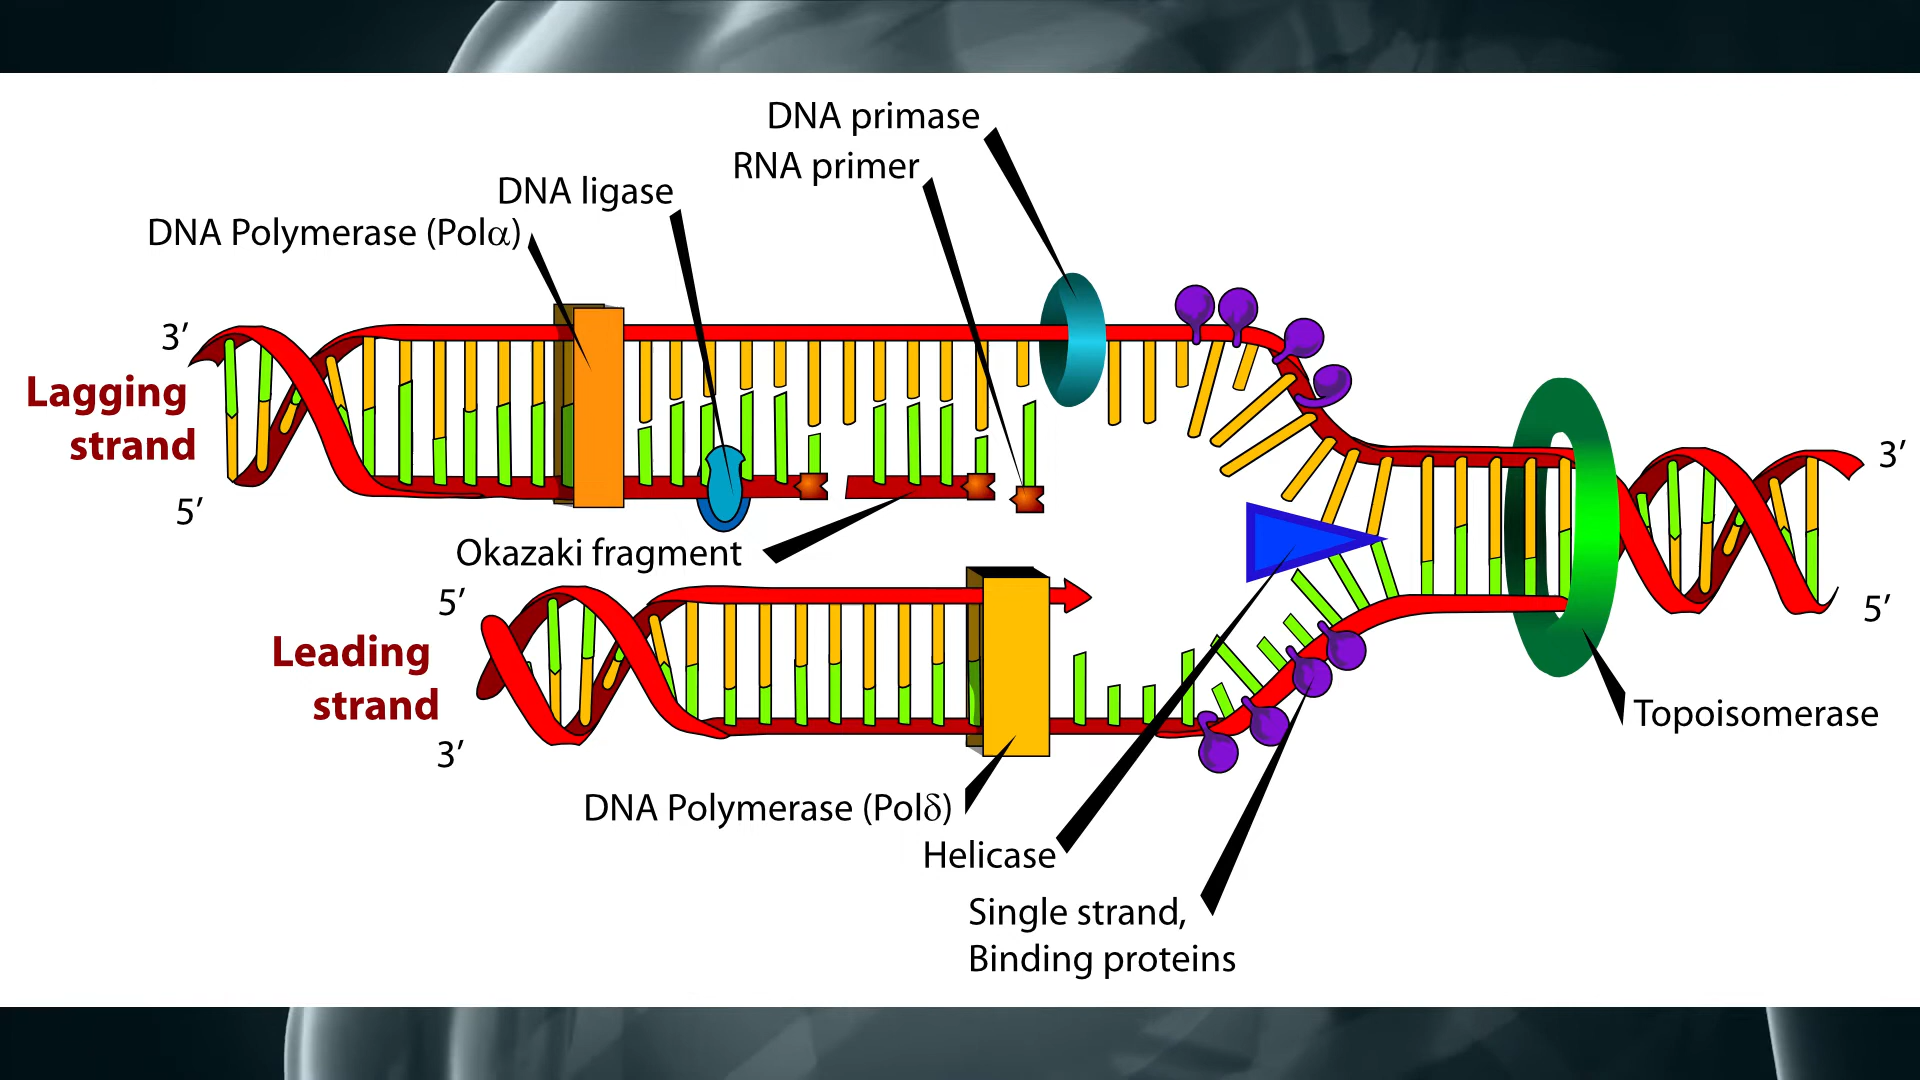 DNA primase
RNA primer
DNA ligase
DNA Polymerase (Polα)
3’
Lagging
strand
5’
3’
5’
Okazaki fragment
5’
Leading
strand
3’
Topoisomerase
DNA Polymerase (Polδ)
Helicase
Single strand,
Binding proteins